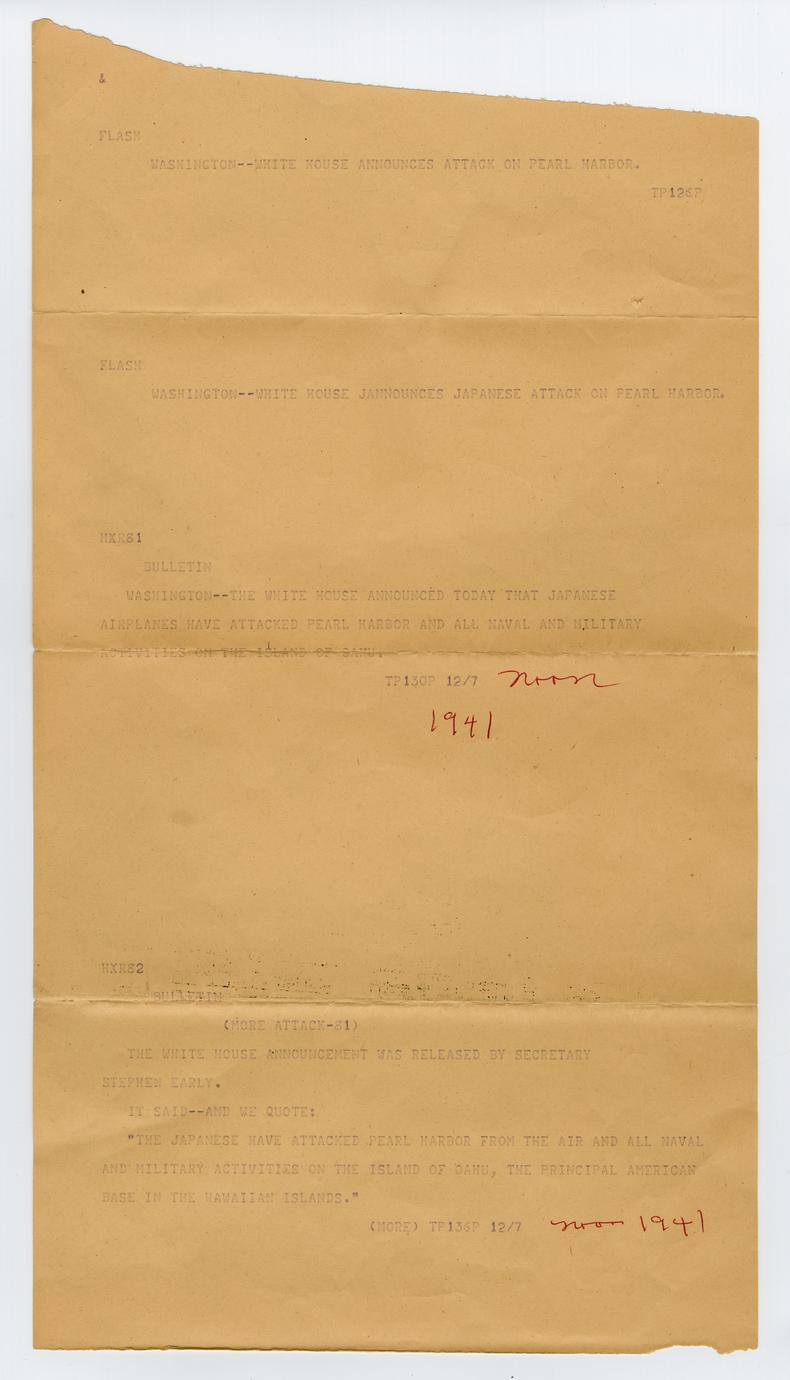 &
FLASH
WASHINGTON--WHITE HOUSE ANNOUNCES ATTACK ON PEARL HARBOR.
TP126P
FLASH
WASHINGTON--WHITE HOUSE JANNOUNCES JAPANESE ATTACK ON PEARL HARBOR.
HXR81
BULLETIN
WASHINGTON--THE WHITE HOUSE ANNOUNCED TODAY THAT JAPANESE
AIRPLANES HAVE ATTACKED PEARL HARBOR AND ALL NAVAL AND MILITARY
ACTIVITIES ON THE ISLAND OF OAHU.
TP130P 12/7 noon
1941
HXR82
BULLETIN
(MORE ATTACK-81)
THE WHITE HOUSE ANNOUNCEMENT WAS RELEASED BY SECRETARY
STEPHEN EARLY.
IT SAID--AND WE QUOTE:
"THE JAPANESE HAVE ATTACKED PEARL HARBOR FROM THE AIR AND ALL NAVAL
AND MILITARY ACTIVITIES ON THE ISLAND OF OAHU, THE PRINCIPAL AMERICAN
BASE IN THE HAWAIIAN ISLANDS."
(MORE) TP136P 12/7 noon 1941